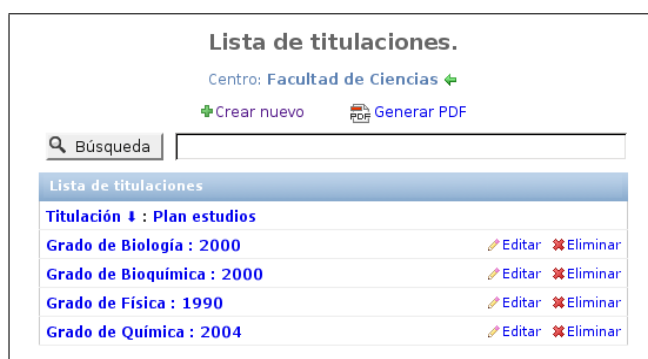 Lista de titulaciones.
Centro: Facultad de Ciencias
Crear nuevo PDF Generar PDF
Búsqueda
Lista de titulaciones
Titulación : Plan estudios
Grado de Biología : 2000 Editar Eliminar
Grado de Bioquímica : 2000 Editar Eliminar
Grado de Física : 1990 Editar Eliminar
Grado de Química : 2004 Editar Eliminar